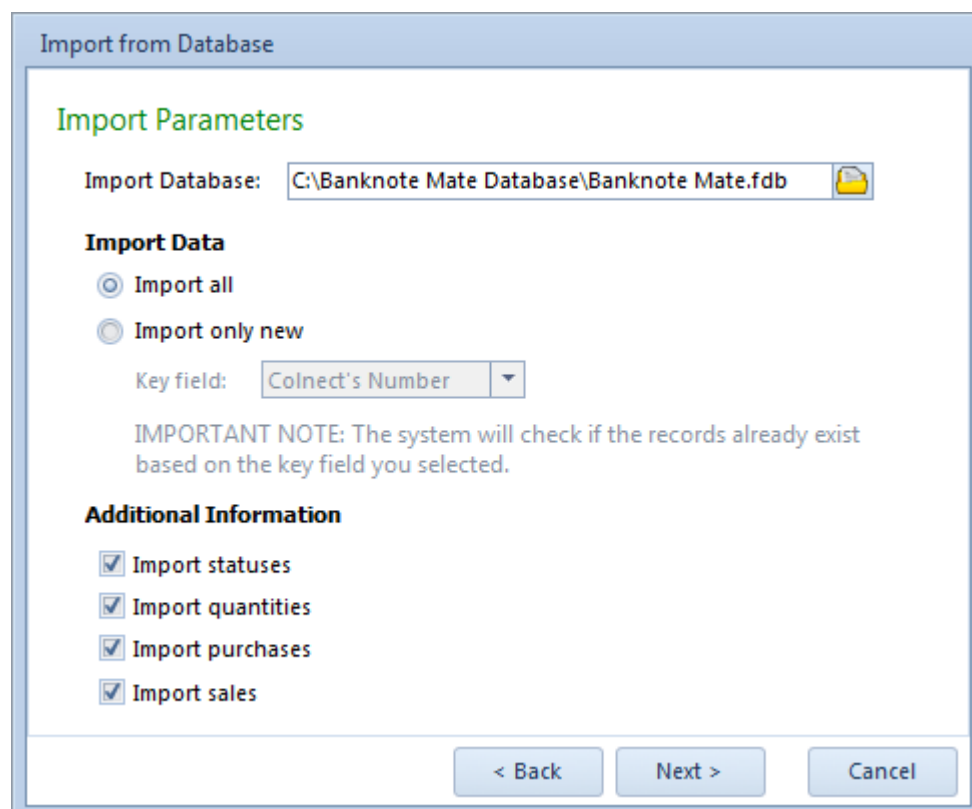 Import from Database
Import Parameters
Import Database: C:\Banknote Mate Database\Banknote Mate.fdb
Import Data
Import all
Import only new
Key field: Colnect's Number
IMPORTANT NOTE: The system will check if the records already exist
based on the key field you selected.
Additional Information
Import statuses
Import quantities
Import purchases
Import sales
< Back Next > Cancel